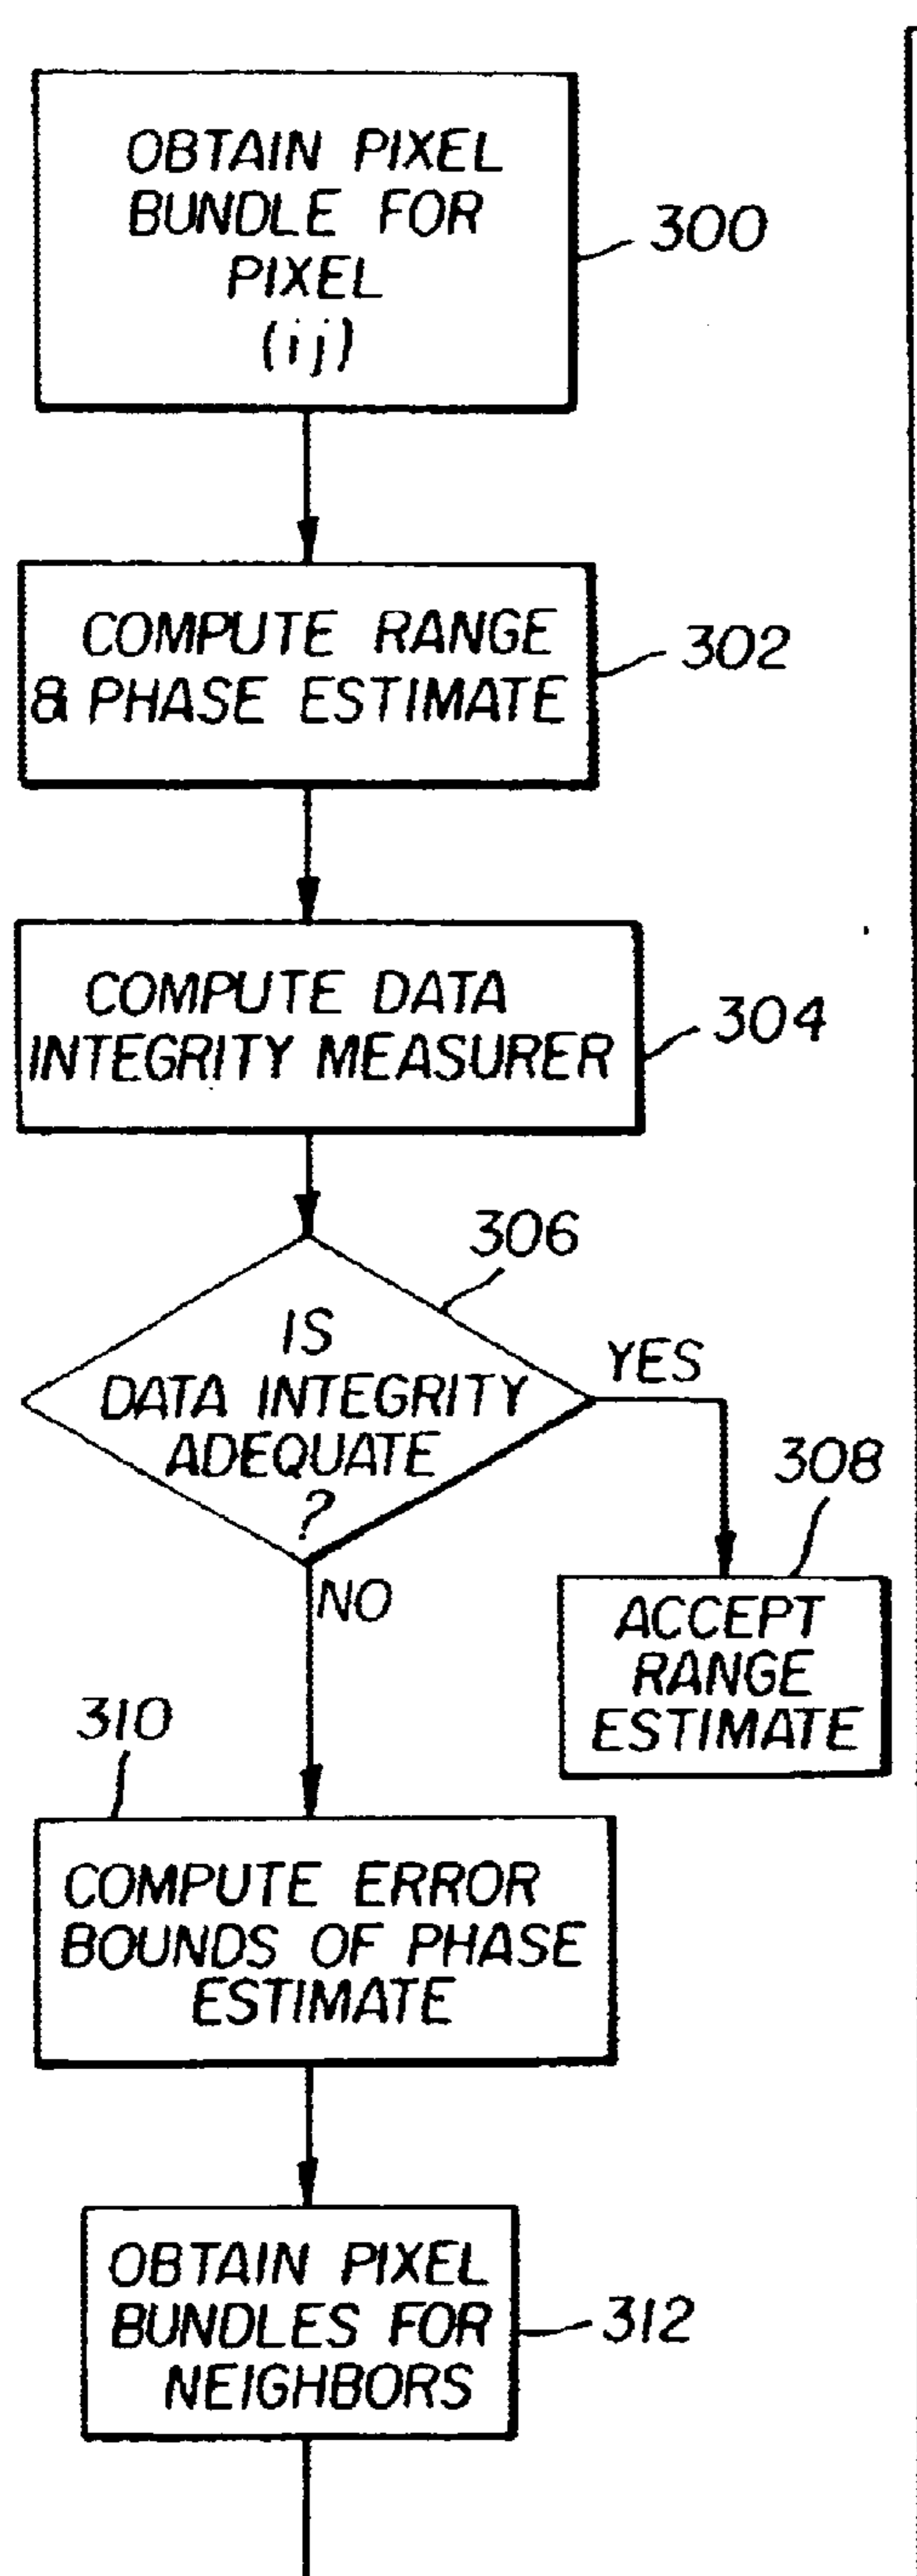 OBTAIN PIXEL
BUNDLE FOR
PIXEL
(ij)
300
COMPUTE RANGE
& PHASE ESTIMATE
302
COMPUTE DATA
INTEGRITY MEASURER
304
306
IS
DATA INTEGRITY
ADEQUATE
?
YES
308
ACCEPT
RANGE
ESTIMATE
NO
310
COMPUTE ERROR
BOUNDS OF PHASE
ESTIMATE
OBTAIN PIXEL
BUNDLES FOR
NEIGHBORS
312